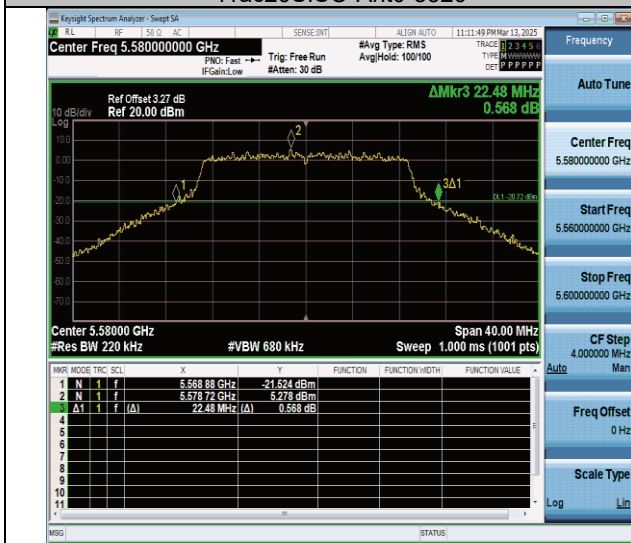 Keysight Spectrum Analyzer - Swept SA
RL RF 50 Ω AC SENSE:INT ALIGN AUTO 11:11:49 PM Mar 13, 2025
Center Freq 5.580000000 GHz #Avg Type: RMS TRACE 1 2 3 4 5 6
PNO: Fast Trig: Free Run Avg|Hold: 100/100 TYPE MWWWWW
IFGain:Low #Atten: 30 dB DET P P P P P P
Frequency
Auto Tune
ΔMkr3 22.48 MHz
0.568 dB
Ref Offset 3.27 dB
10 dB/div Ref 20.00 dBm
Log
10.0
0.00
-10.0
-20.0
-30.0
-40.0
-50.0
-60.0
-70.0
1
2
3Δ1
DL1 -20.72 dBm
Center 5.58000 GHz Span 40.00 MHz
#Res BW 220 kHz #VBW 680 kHz Sweep 1.000 ms (1001 pts)
MKR MODE TRC SCL X Y FUNCTION FUNCTION WIDTH FUNCTION VALUE
1 N 1 f 5.568 88 GHz -21.524 dBm
2 N 1 f 5.578 72 GHz 5.278 dBm
3 Δ1 1 f (Δ) 22.48 MHz (Δ) 0.568 dB
4
5
6
7
8
9
10
11
Center Freq
5.580000000 GHz
Start Freq
5.560000000 GHz
Stop Freq
5.600000000 GHz
CF Step
4.000000 MHz
Auto Man
Freq Offset
0 Hz
Scale Type
Log Lin
MSG STATUS